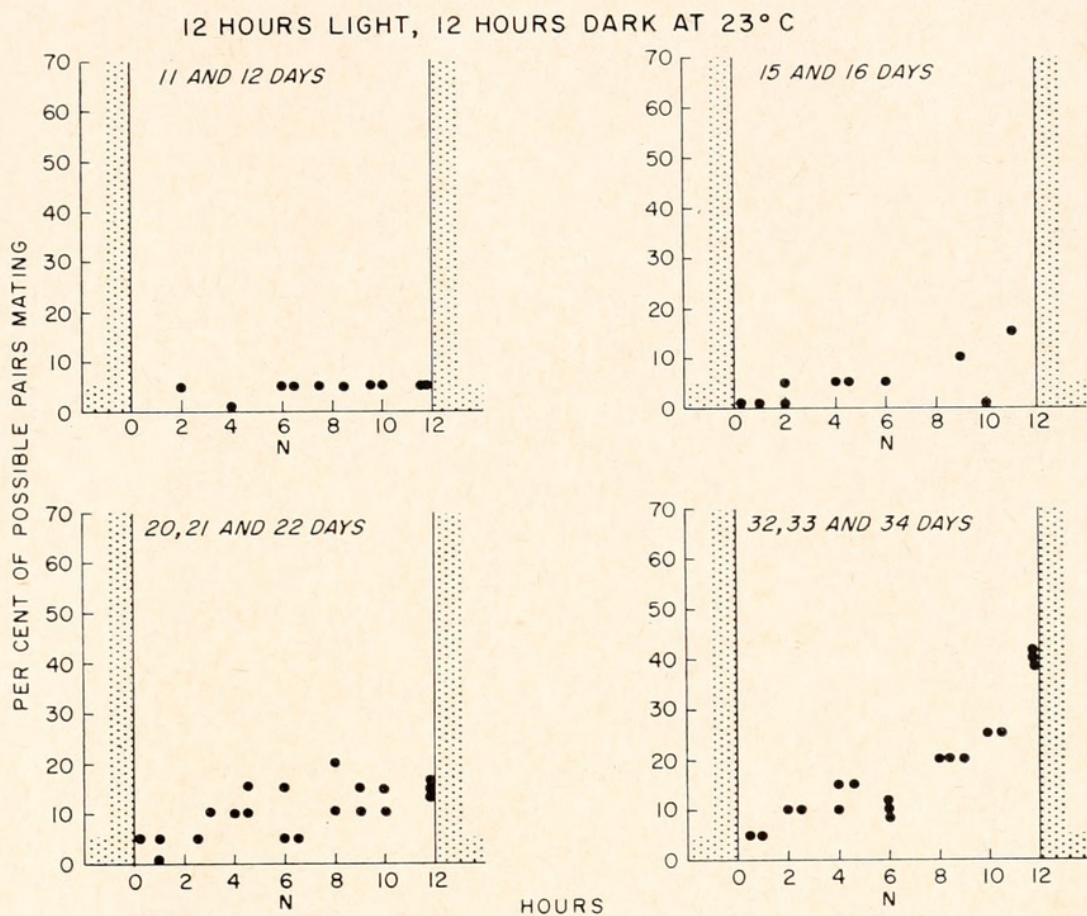 12 HOURS LIGHT, 12 HOURS DARK AT 23°C
PER CENT OF POSSIBLE PAIRS MATING
11 AND 12 DAYS
70
60
50
40
30
20
10
0
0 2 4 6 8 10 12
N
15 AND 16 DAYS
70
60
50
40
30
20
10
0
0 2 4 6 8 10 12
N
20, 21 AND 22 DAYS
70
60
50
40
30
20
10
0
0 2 4 6 8 10 12
N
32, 33 AND 34 DAYS
70
60
50
40
30
20
10
0
0 2 4 6 8 10 12
N
HOURS